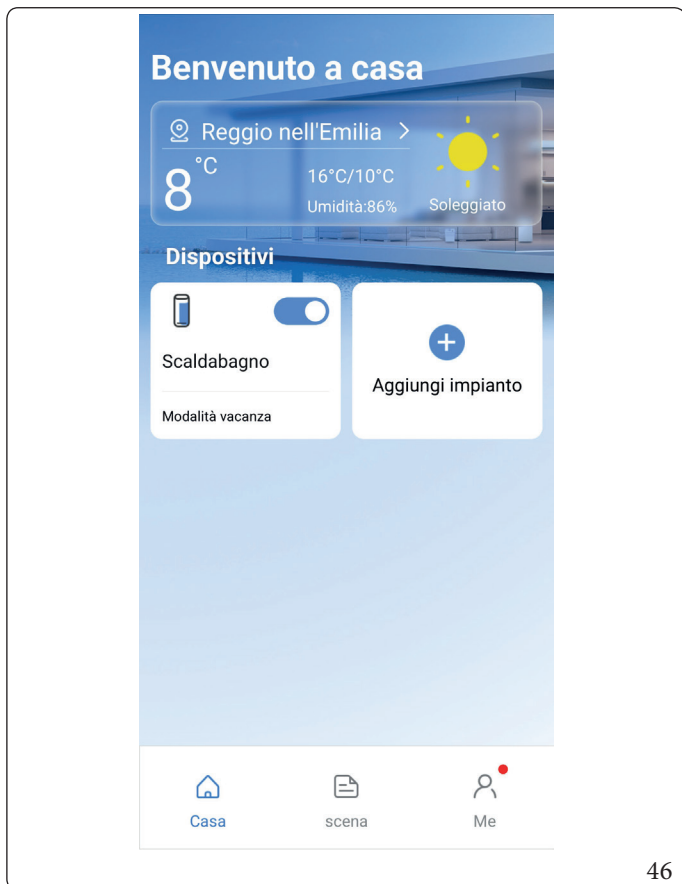 Benvenuto a casa
Reggio nell'Emilia >
8°C
16°C/10°C
Umidità:86%
Soleggiato
Dispositivi
Scaldabagno
Modalità vacanza
Aggiungi impianto
Casa
scena
Me
46